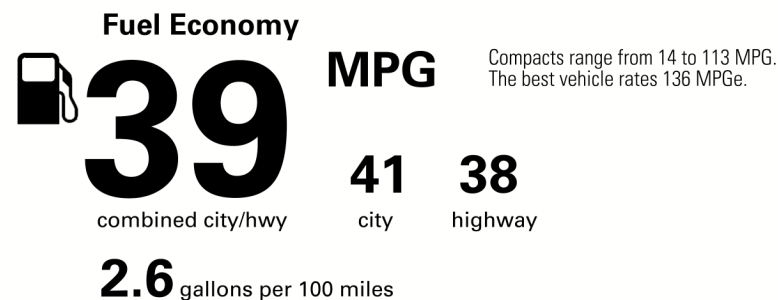 Fuel Economy
39
MPG
Compacts range from 14 to 113 MPG.
The best vehicle rates 136 MPGe.
41 38
combined city/hwy city highway
2.6 gallons per 100 miles